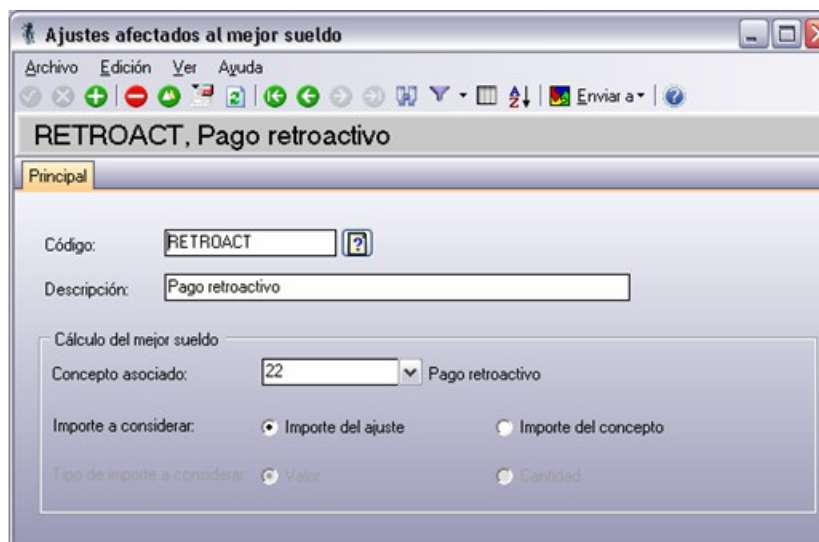 Ajustes afectados al mejor sueldo
Archivo Edición Ver Ayuda
Enviar a
RETROACT, Pago retroactivo
Principal
Código: RETROACT
Descripción: Pago retroactivo
Cálculo del mejor sueldo
Concepto asociado: 22 Pago retroactivo
Importe a considerar: Importe del ajuste Importe del concepto
Tipo de importe a considerar: Valor Cantidad